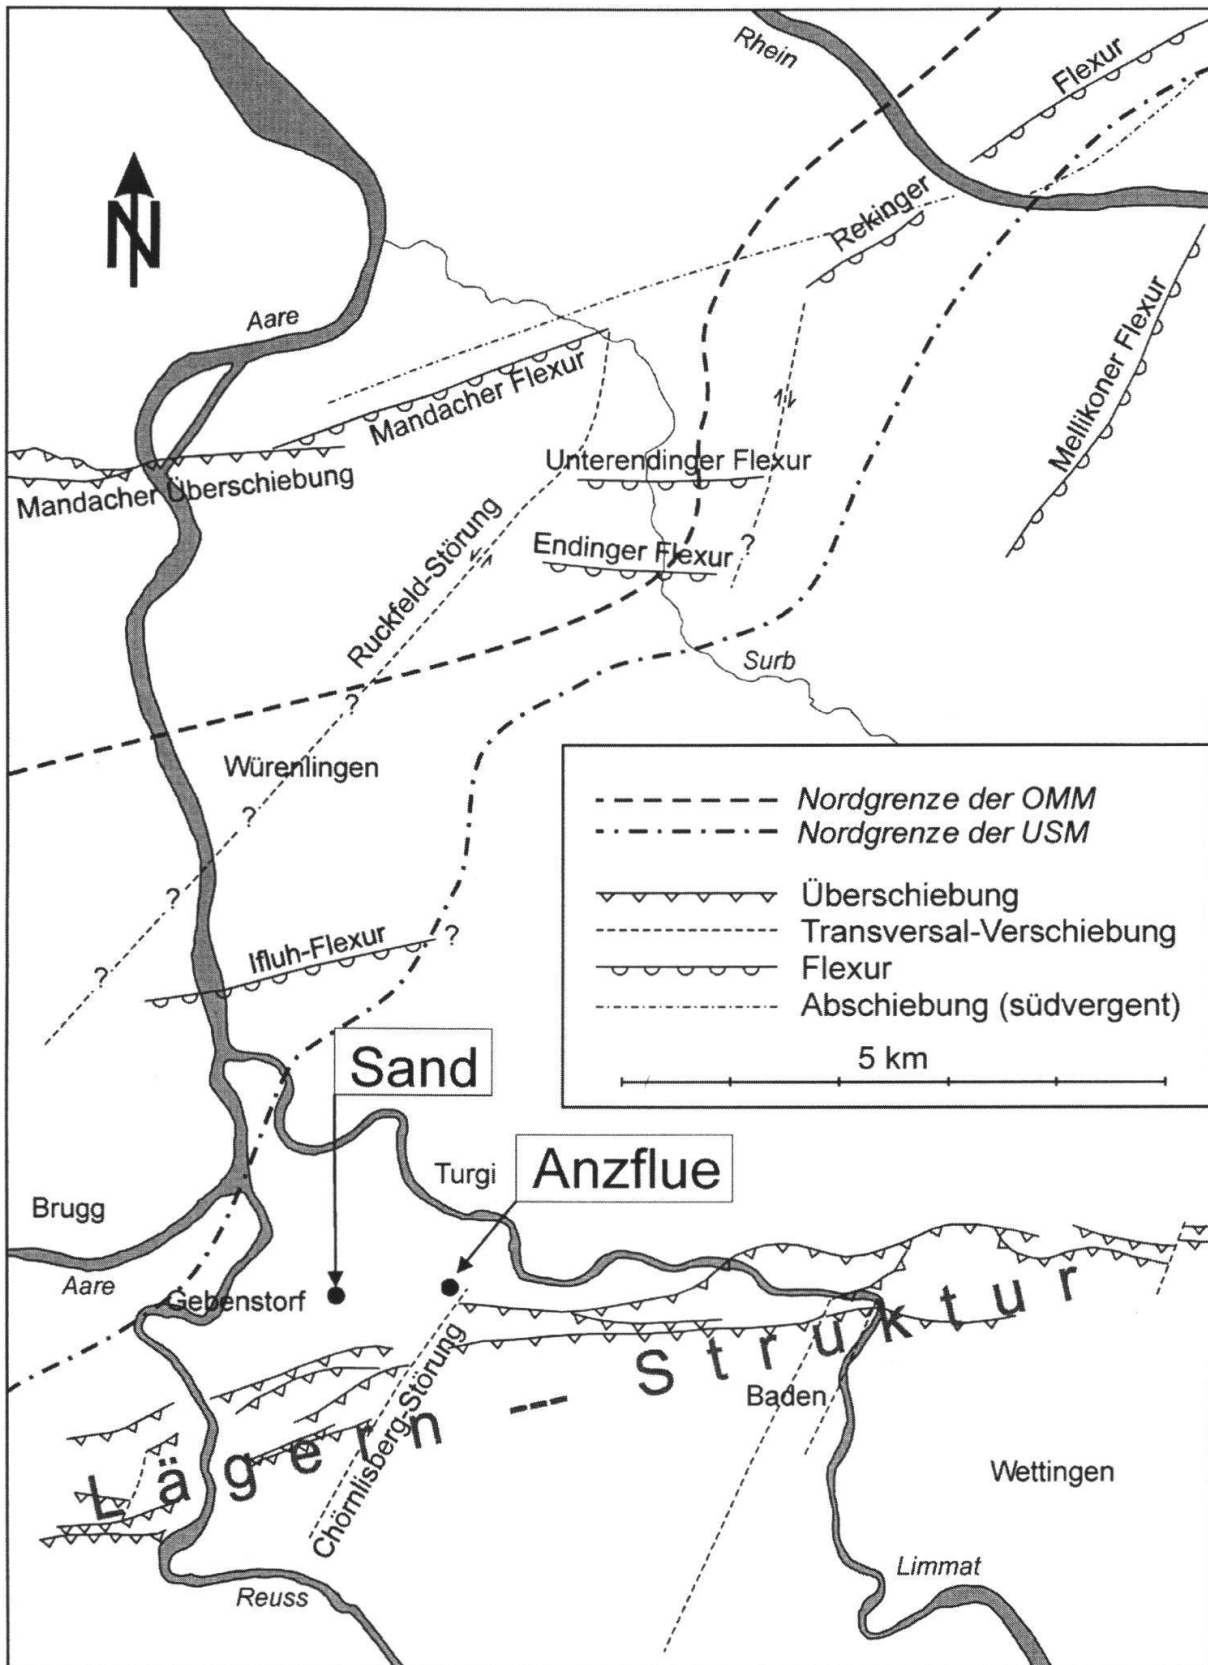 Rhein
Flexur
N
Rekinger
Aare
Mellikoner Flexur
Mandacher Flexur
Unterendinger Flexur
Mandacher Überschiebung
Ruckfeld-Störung
Endinger Flexur
?
Surb
?
Würenlingen
?
Nordgrenze der OMM
Nordgrenze der USM
?
Überschiebung
Transversal-Verschiebung
Ifluh-Flexur
?
Flexur
?
Abschiebung (südvergent)
5 km
Sand
Anzflue
Turgi
Brugg
Aare
Gebenstorf
Lägern --- Struktur
Chörnlisberg-Störung
Baden
Wettingen
Limmat
Reuss